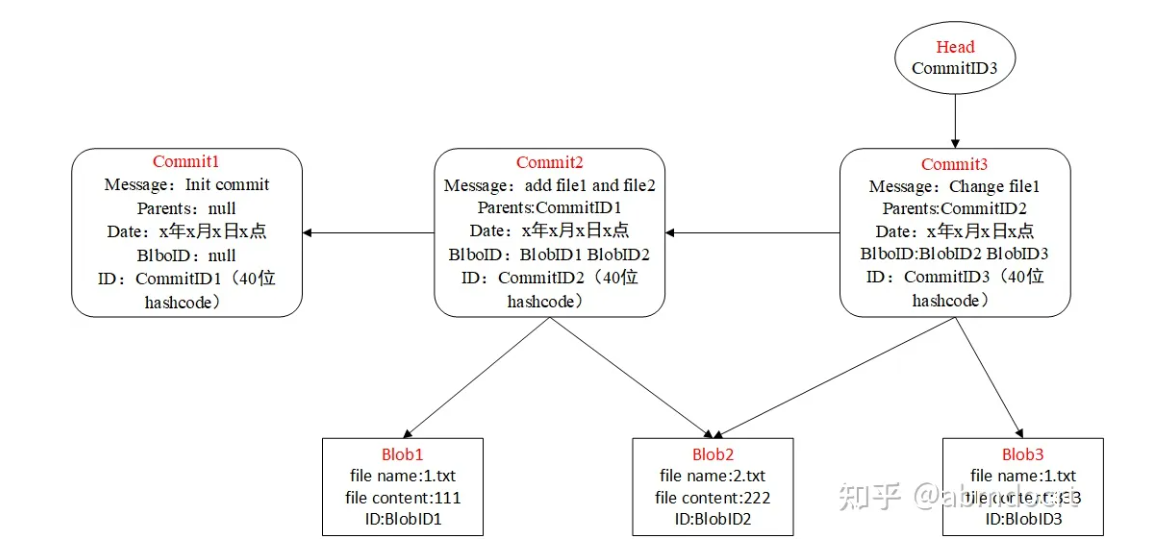 Head
CommitID3
Commit1
Message：Init commit
Parents：null
Date：x年x月x日x点
BlboID：null
ID：CommitID1（40位
hashcode）
Commit2
Message：add file1 and file2
Parents:CommitID1
Date：x年x月x日x点
BlboID：BlobID1 BlobID2
ID：CommitID2（40位
hashcode）
Commit3
Message：Change file1
Parents:CommitID2
Date：x年x月x日x点
BlboID:BlobID2 BlobID3
ID：CommitID3（40位
hashcode）
Blob1
file name:1.txt
file content:111
ID:BlobID1
Blob2
file name:2.txt
file content:222
ID:BlobID2
Blob3
file name:1.txt
file content:333
ID:BlobID3
知乎